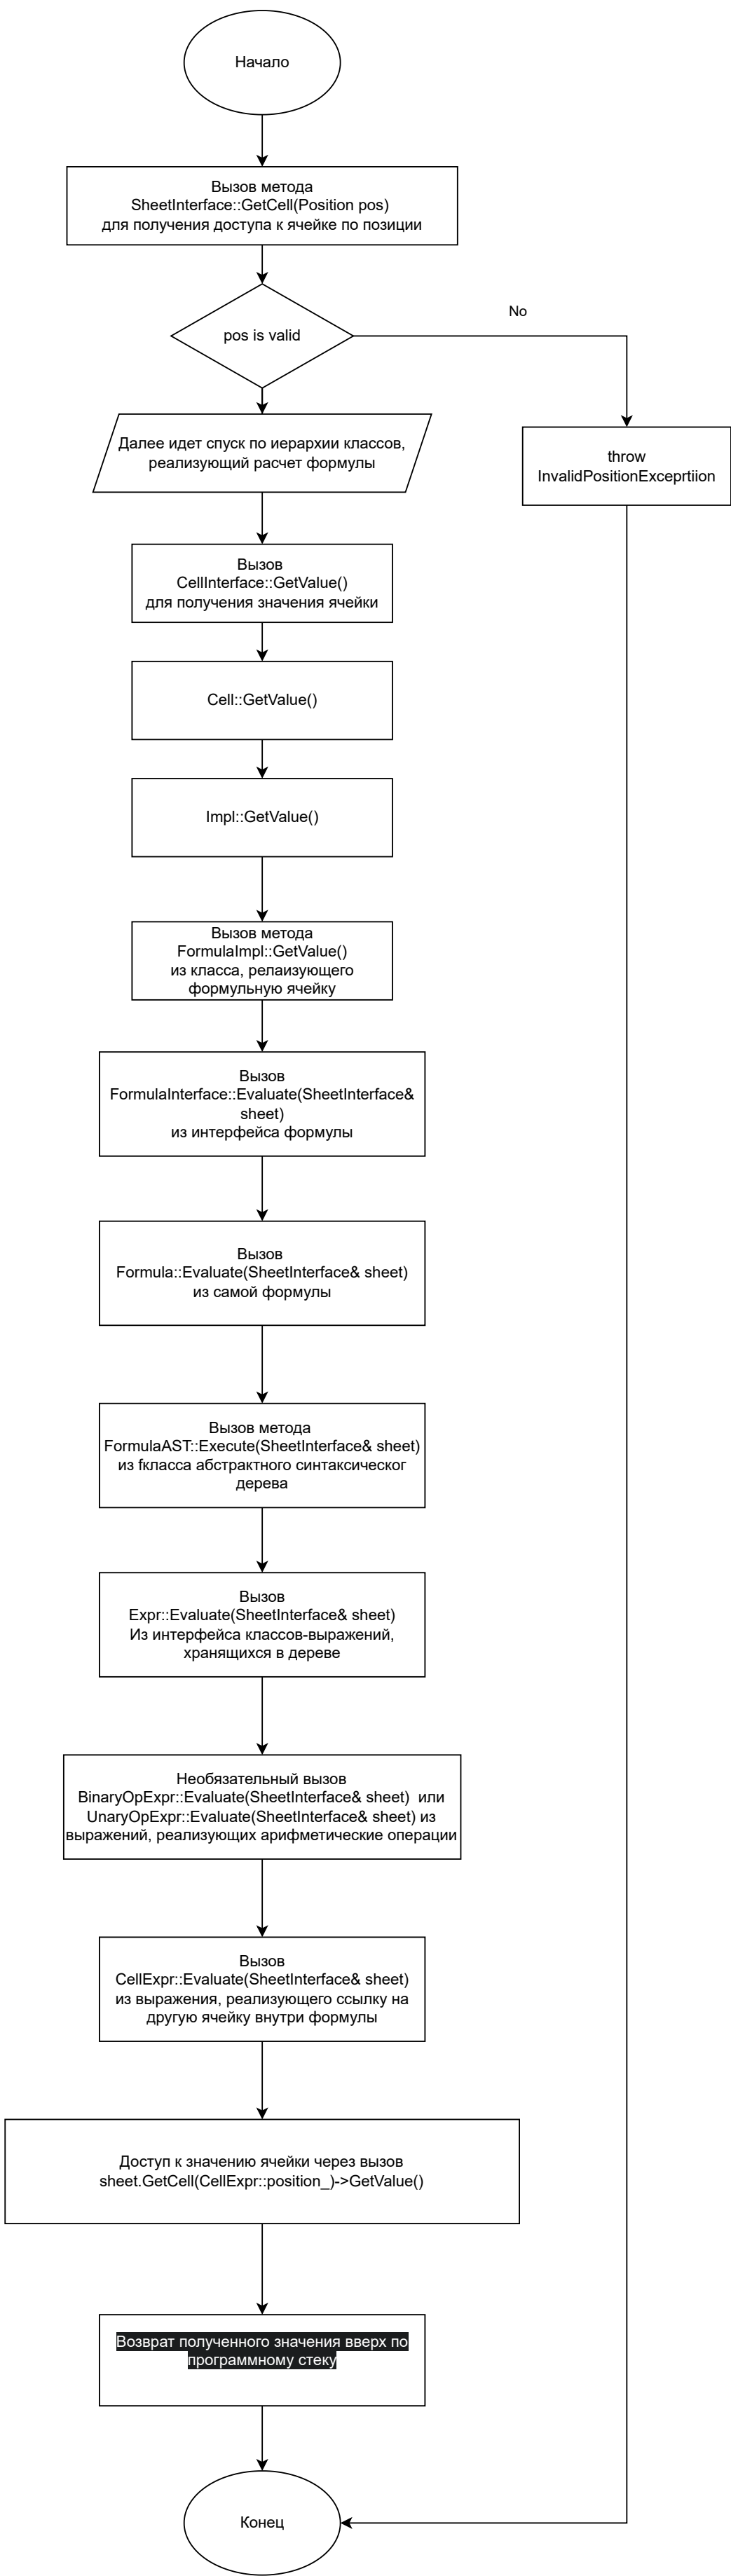 Начало
Вызов метода
SheetInterface::GetCell(Position pos)
для получения доступа к ячейке по позиции
No
pos is valid
Далее идет спуск по иерархии классов,
реализующий расчет формулы
throw
InvalidPositionExceprtiion
Вызов
CellInterface::GetValue()
для получения значения ячейки
Cell::GetValue()
Impl::GetValue()
Вызов метода
FormulaImpl::GetValue()
из класса, релаизующего
формульную ячейку
Вызов
FormulaInterface::Evaluate(SheetInterface&
sheet)
из интерфейса формулы
Вызов
Formula::Evaluate(SheetInterface& sheet)
из самой формулы
Вызов метода
FormulaAST::Execute(SheetInterface& sheet)
из fкласса абстрактного синтаксическог
дерева
Вызов
Expr::Evaluate(SheetInterface& sheet)
Из интерфейса классов-выражений,
хранящихся в дереве
Необязательный вызов
BinaryOpExpr::Evaluate(SheetInterface& sheet) или
UnaryOpExpr::Evaluate(SheetInterface& sheet) из
выражений, реализующих арифметические операции
Вызов
CellExpr::Evaluate(SheetInterface& sheet)
из выражения, реализующего ссылку на
другую ячейку внутри формулы
Доступ к значению ячейки через вызов
sheet.GetCell(CellExpr::position_)->GetValue()
Возврат полученного значения вверх по
программному стеку
Конец